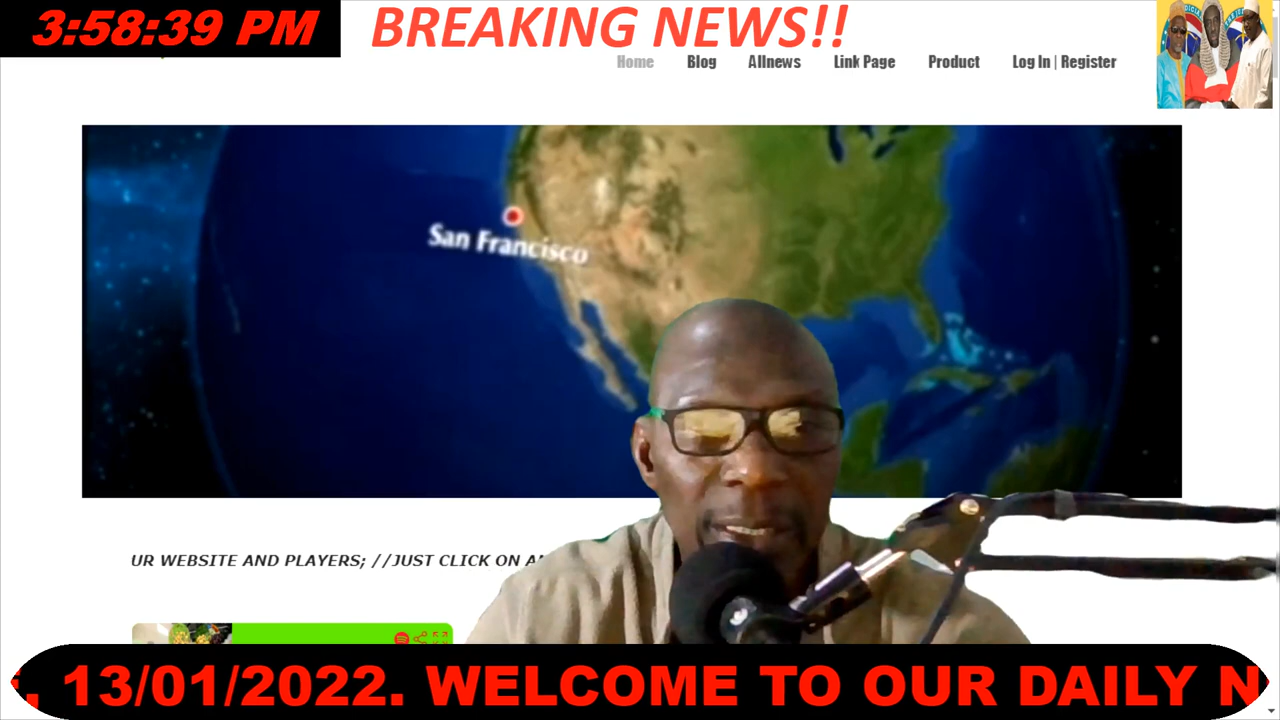 3:58:39 PM
BREAKING NEWS!!
Home Blog Allnews Link Page Product Log In | Register
San Francisco
UR WEBSITE AND PLAYERS; //JUST CLICK ON
13/01/2022. WELCOME TO OUR DAILY